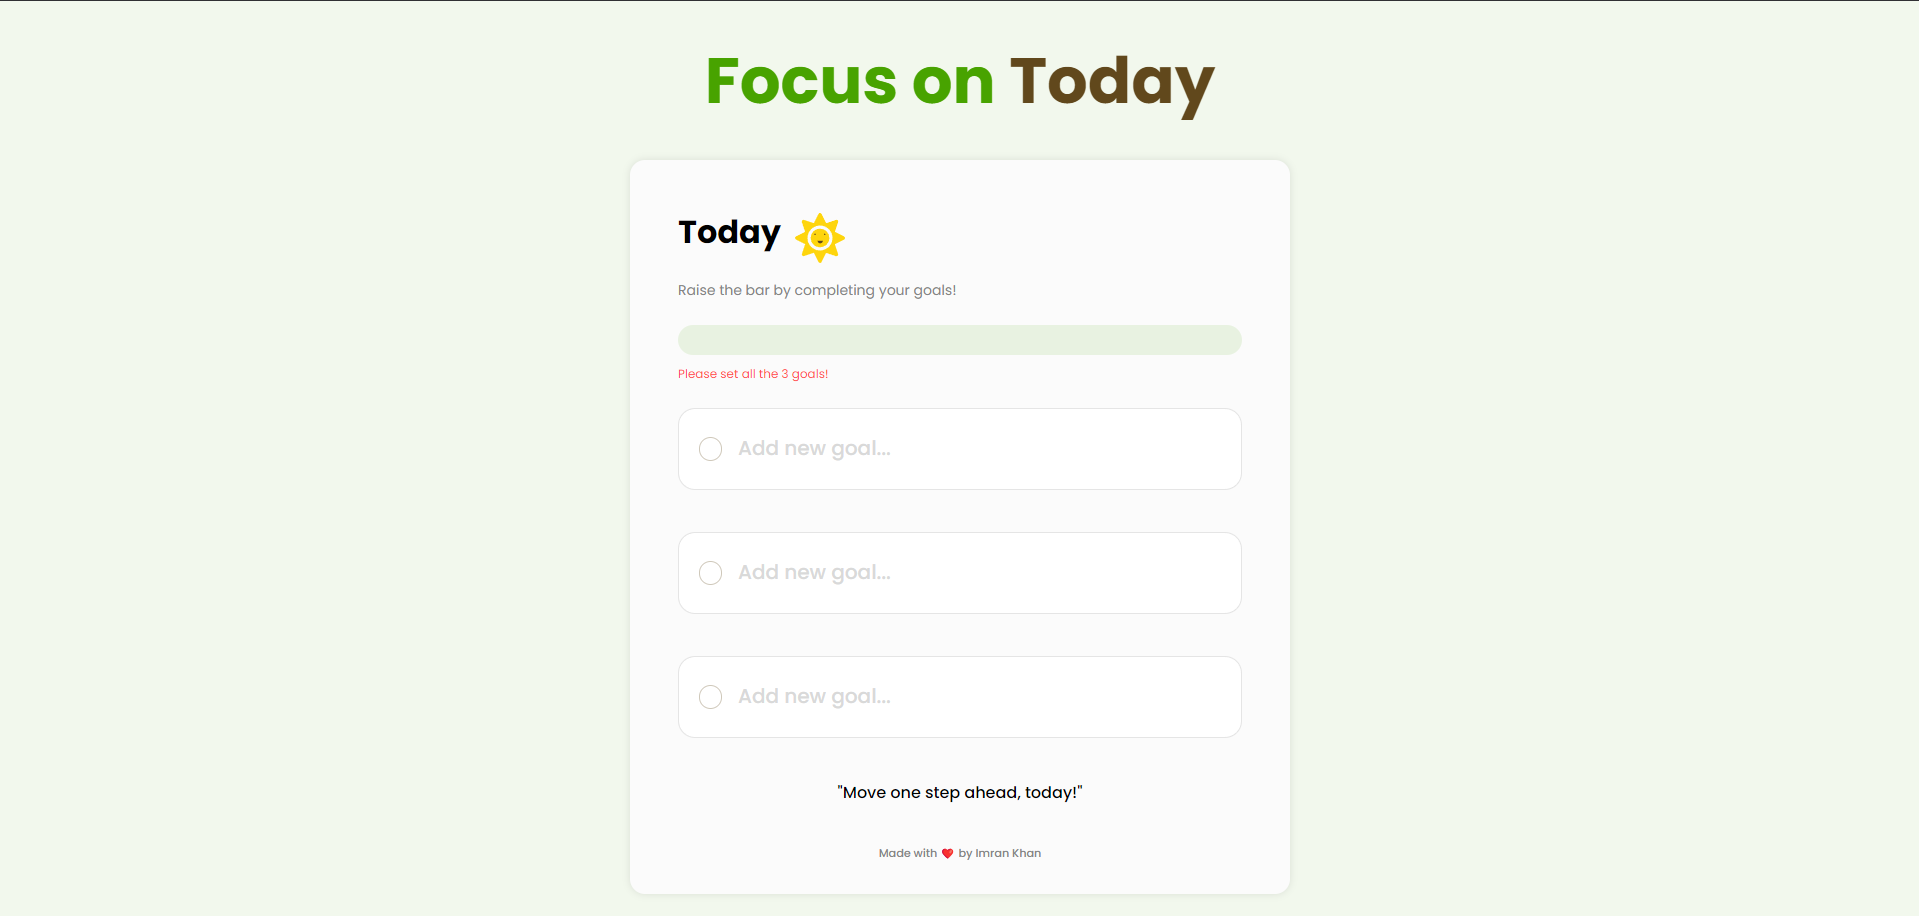 Focus on Today
Today
Raise the bar by completing your goals!
Please set all the 3 goals!
Add new goal...
Add new goal...
Add new goal...
"Move one step ahead, today!"
Made with ❤️ by Imran Khan